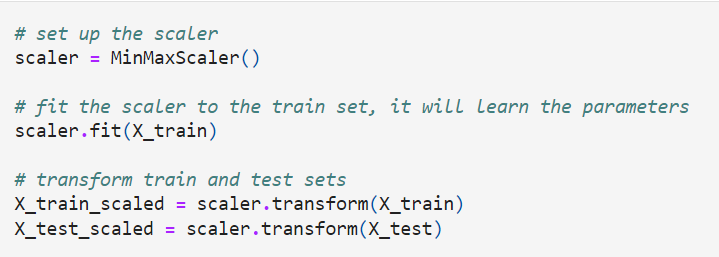 # set up the scaler
scaler = MinMaxScaler()
# fit the scaler to the train set, it will learn the parameters
scaler.fit(X_train)
# transform train and test sets
X_train_scaled = scaler.transform(X_train)
X_test_scaled = scaler.transform(X_test)